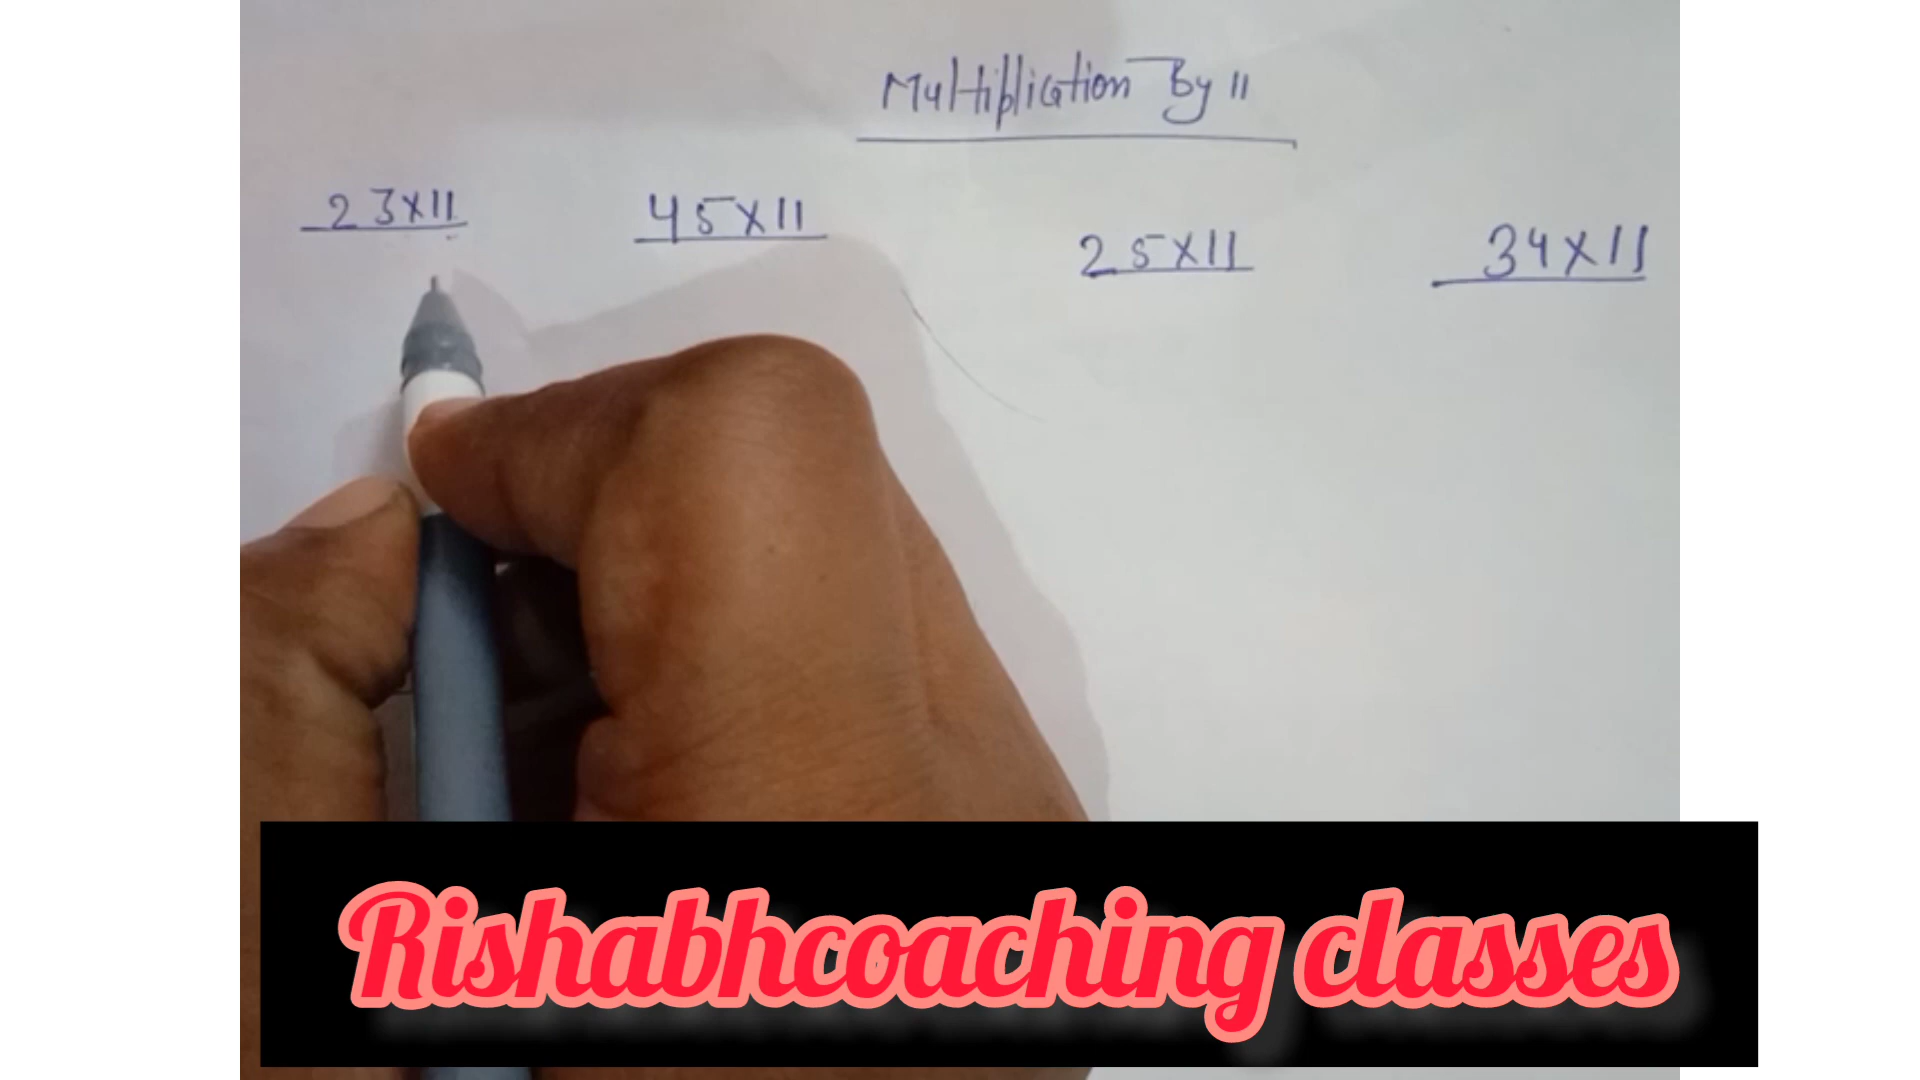 Multiplication By 11
23x11
45x11
25x11
34x11
Rishabhcoaching classes